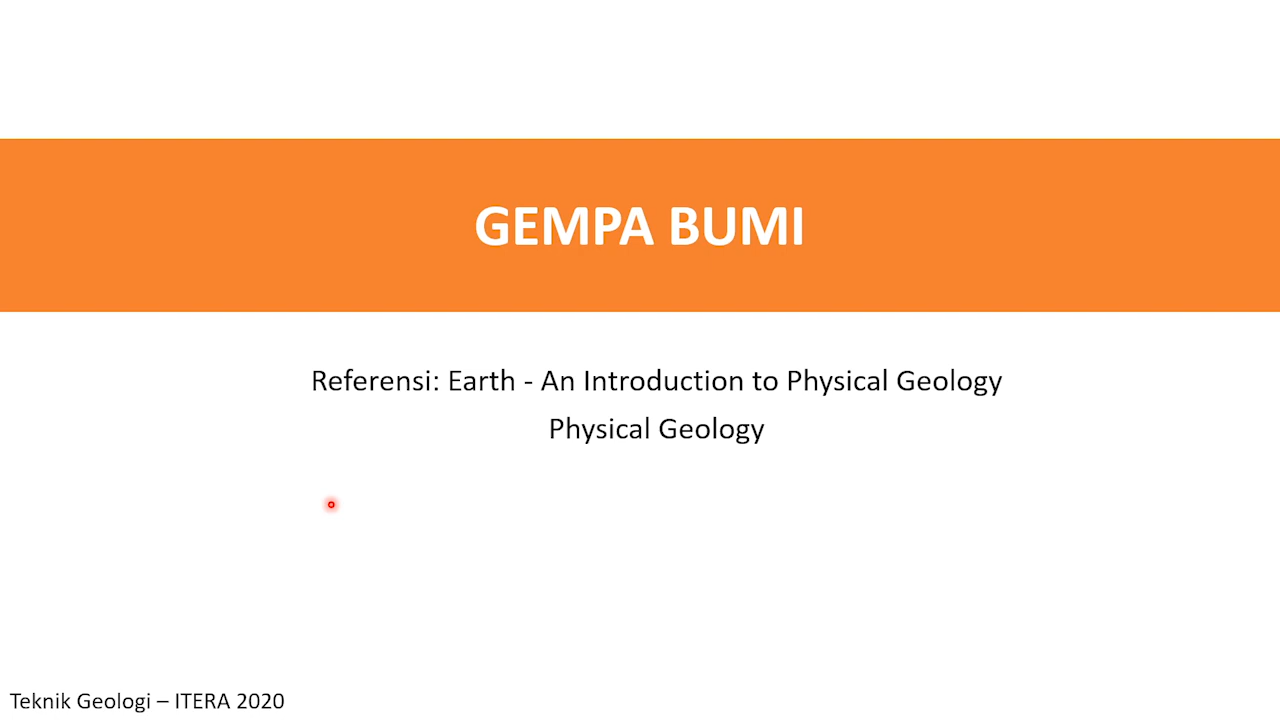 GEMPA BUMI
Referensi: Earth - An Introduction to Physical Geology
Physical Geology
Teknik Geologi – ITERA 2020